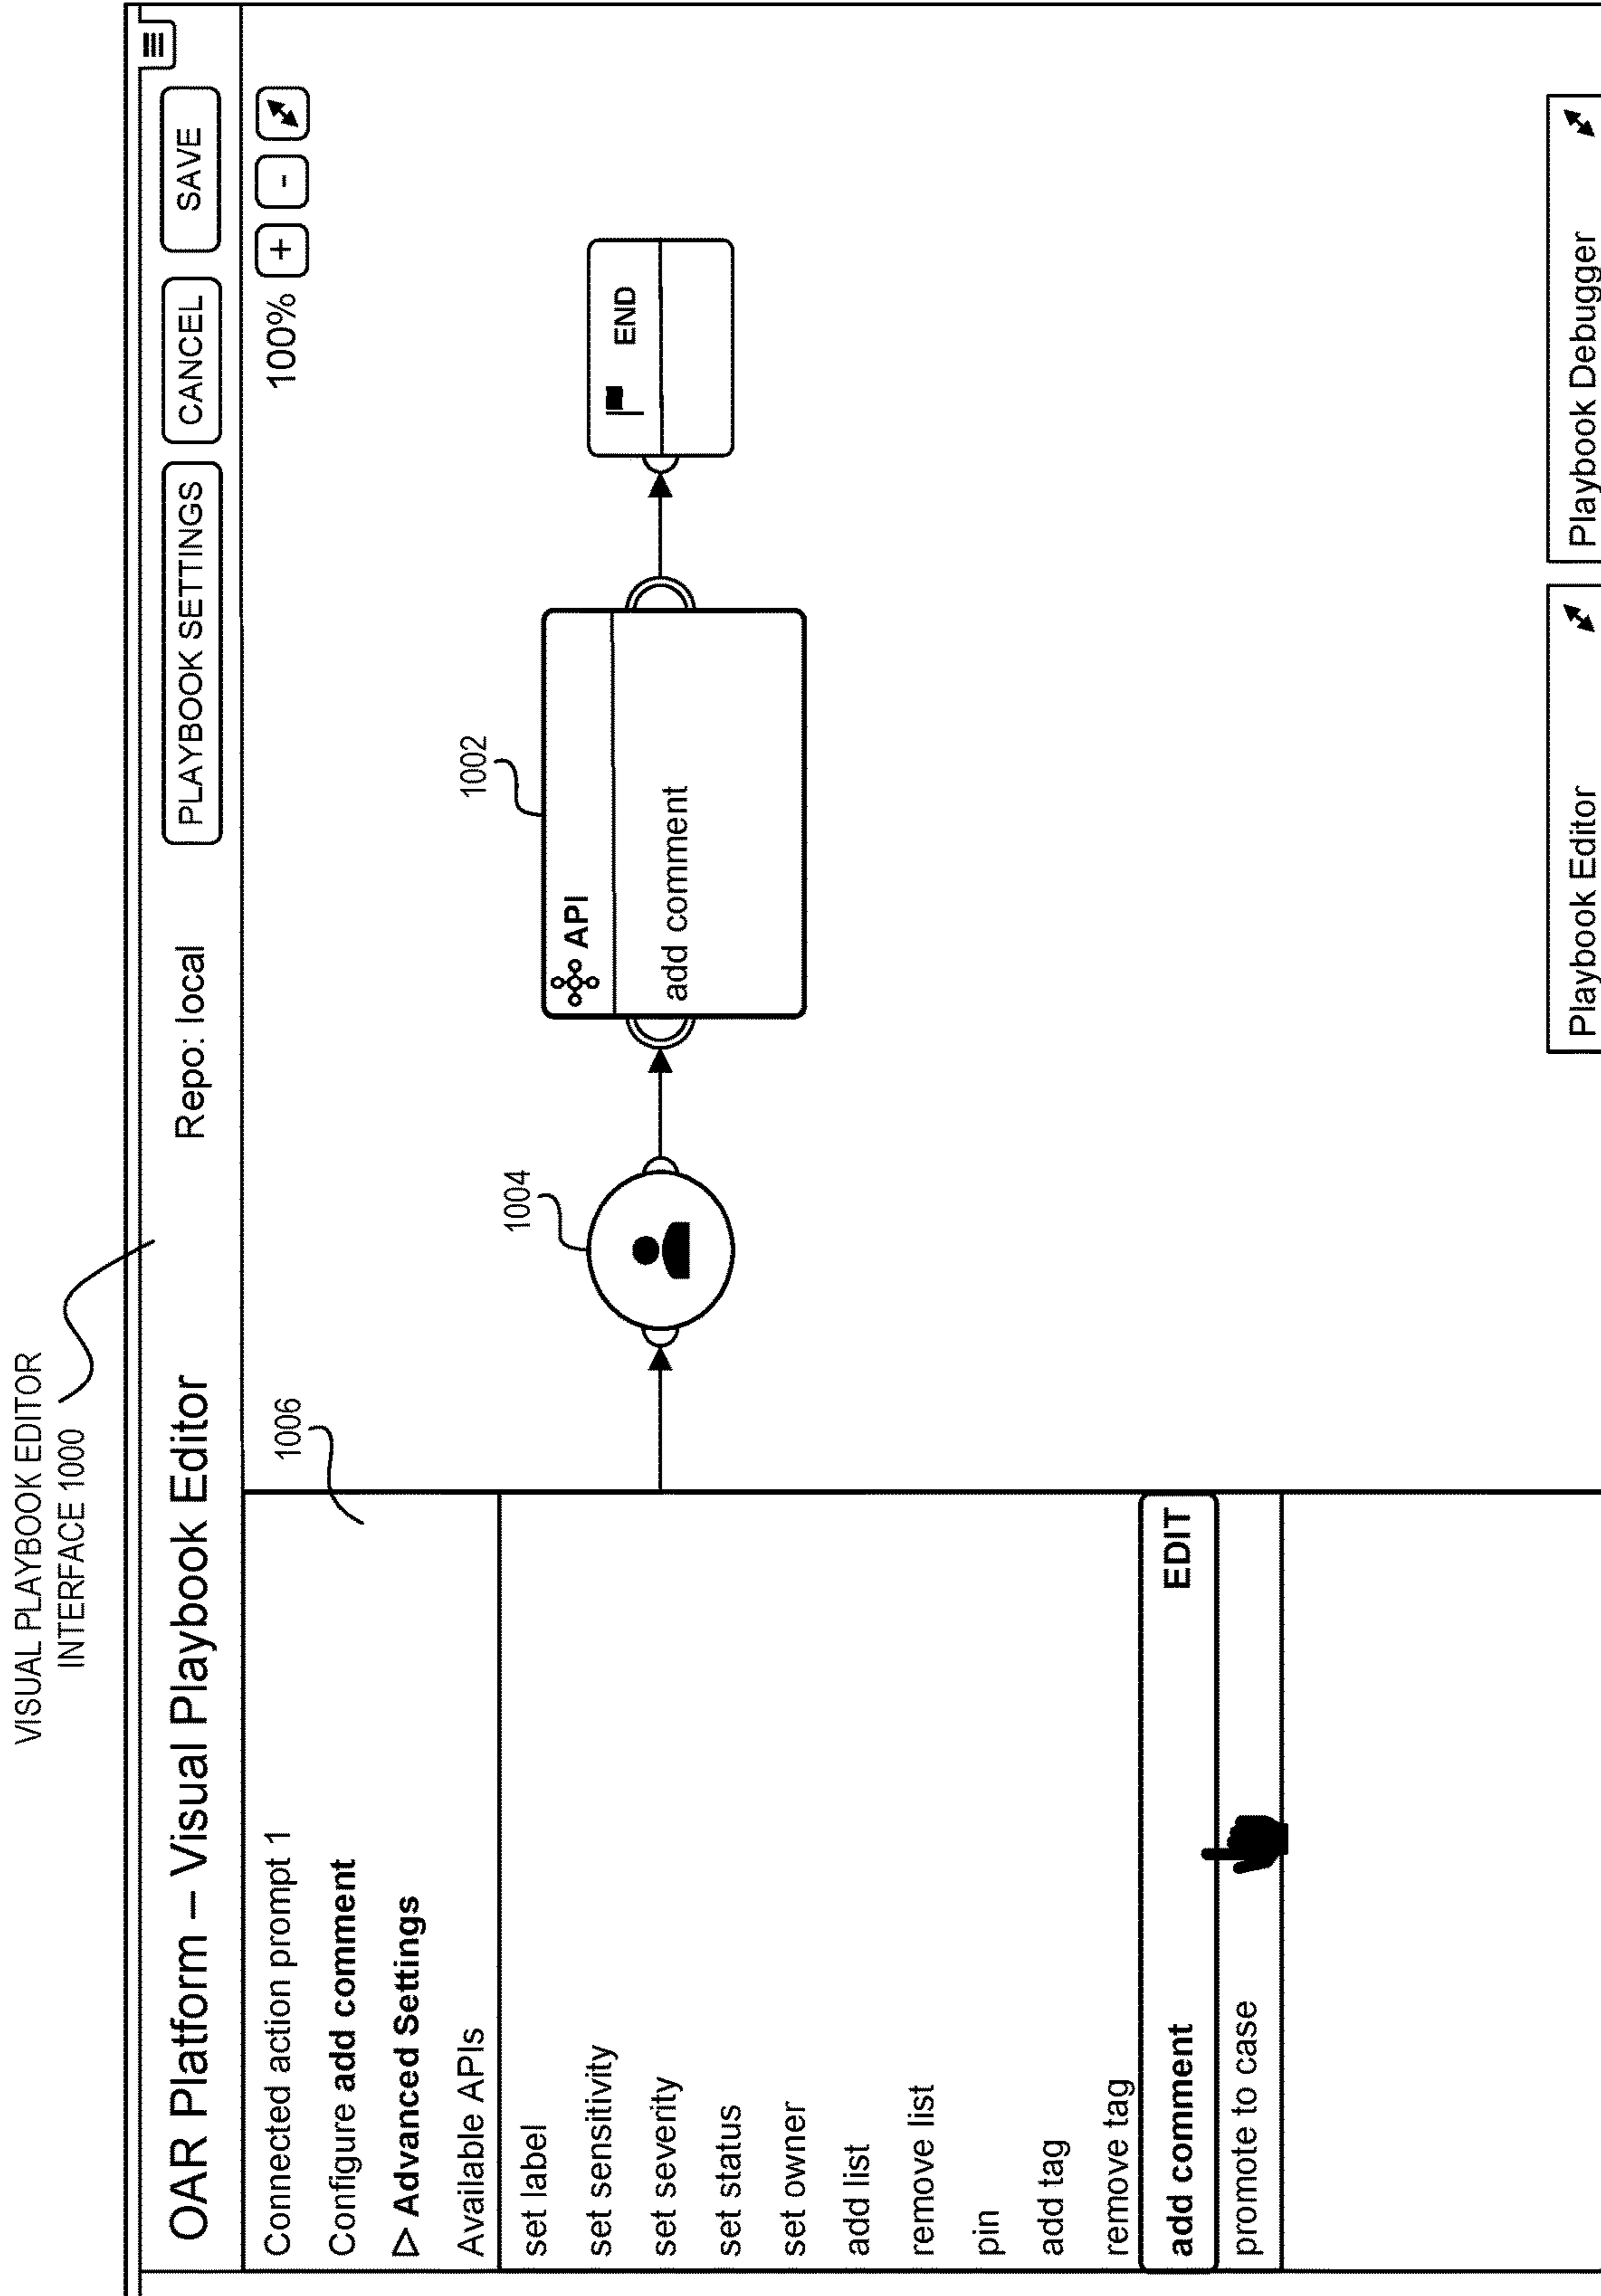 VISUAL PLAYBOOK EDITOR
INTERFACE 1000
OAR Platform – Visual Playbook Editor
Repo: local
PLAYBOOK SETTINGS
CANCEL
SAVE
100%
+
-
Connected action prompt 1
1006
Configure add comment
▷ Advanced Settings
Available APIs
set label
set sensitivity
set severity
set status
set owner
add list
remove list
pin
add tag
remove tag
add comment EDIT
promote to case
1004
1002
API
add comment
END
Playbook Editor
Playbook Debugger